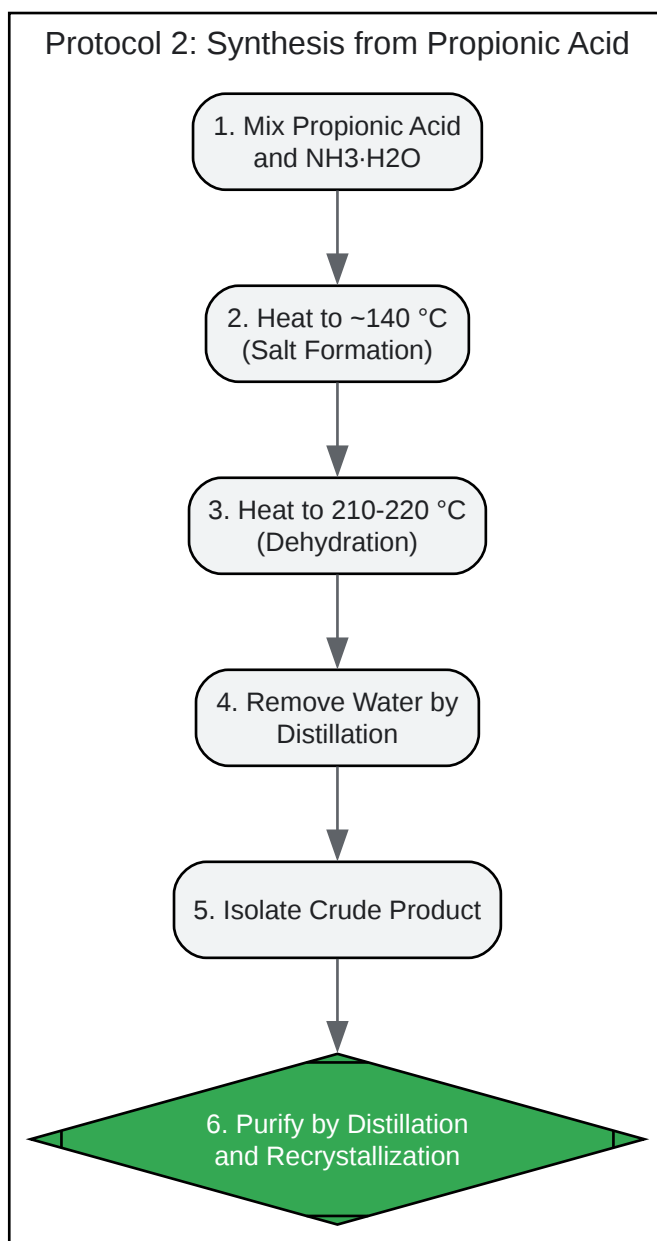 Protocol 2: Synthesis from Propionic Acid
1. Mix Propionic Acid
and NH3·H2O
2. Heat to ~140 °C
(Salt Formation)
3. Heat to 210-220 °C
(Dehydration)
4. Remove Water by
Distillation
5. Isolate Crude Product
6. Purify by Distillation
and Recrystallization